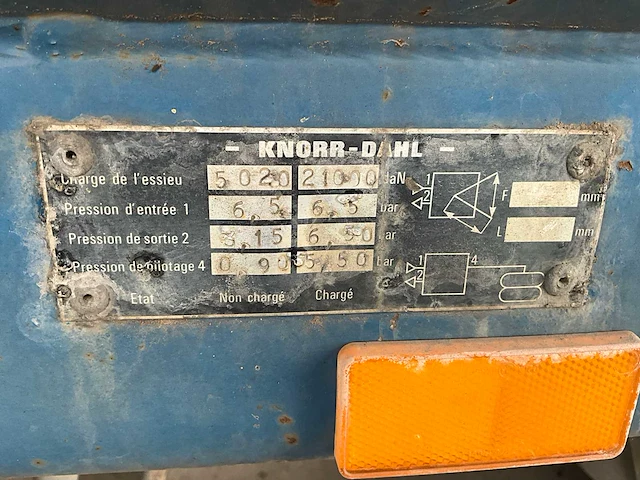 - KNORR-DAHL -
Charge de l'essieu 5020 21000 daN
Pression d'entrée 1 6,5 6,5 bar
Pression de sortie 2 3,15 6,50 bar
Pression de pilotage 4 0,90 5,50 bar
Etat Non chargé Chargé
1
2
F mm
L mm
1 4
2